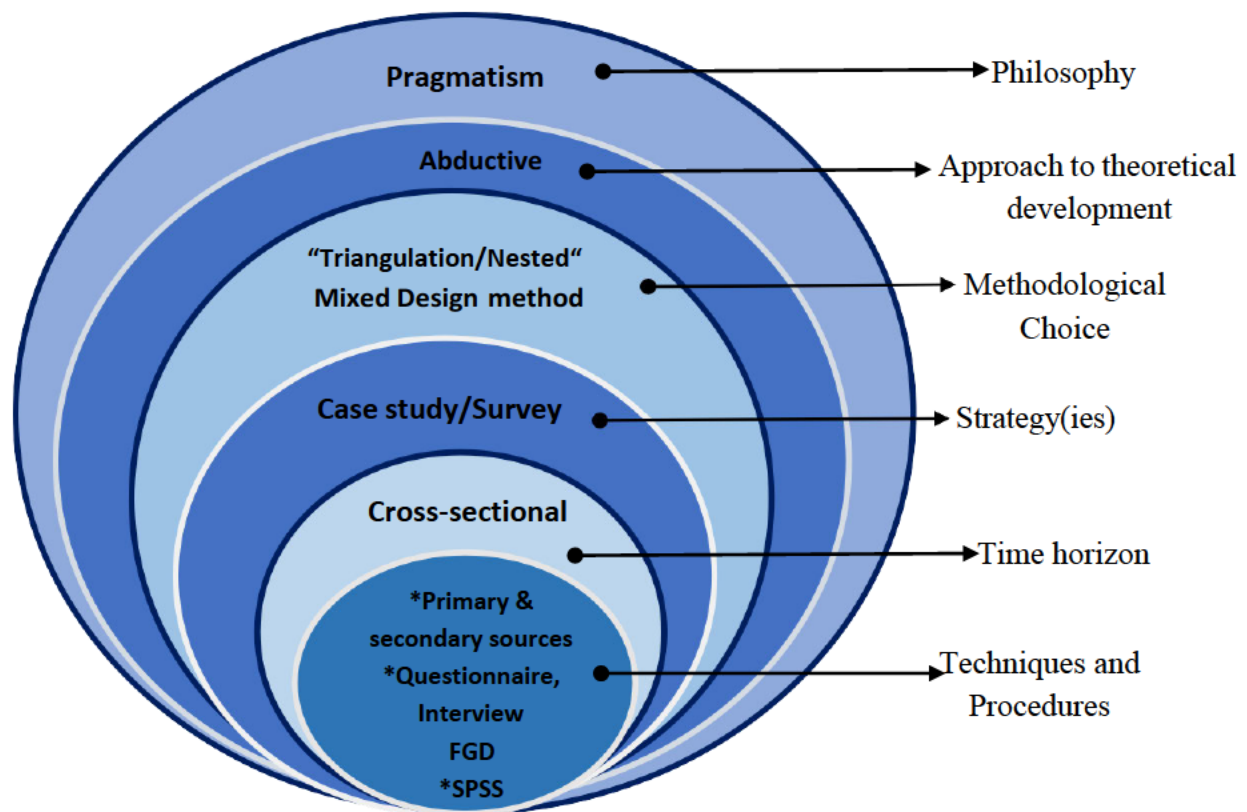 Pragmatism
Philosophy
Abductive
Approach to theoretical
development
“Triangulation/Nested“
Mixed Design method
Methodological
Choice
Case study/Survey
Strategy(ies)
Cross-sectional
Time horizon
*Primary &
secondary sources
*Questionnaire,
Interview
FGD
*SPSS
Techniques and
Procedures